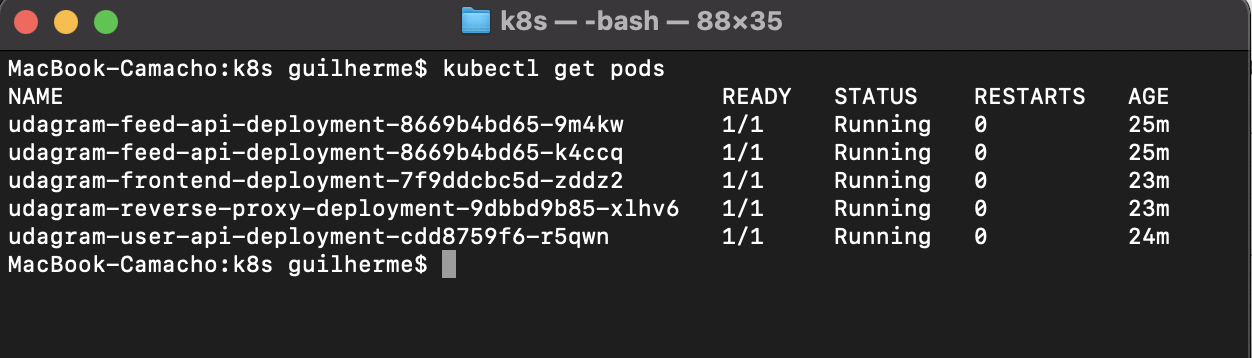 k8s — -bash — 88×35
MacBook-Camacho:k8s guilherme$ kubectl get pods
NAME READY STATUS RESTARTS AGE
udagram-feed-api-deployment-8669b4bd65-9m4kw 1/1 Running 0 25m
udagram-feed-api-deployment-8669b4bd65-k4ccq 1/1 Running 0 25m
udagram-frontend-deployment-7f9ddcbc5d-zddz2 1/1 Running 0 23m
udagram-reverse-proxy-deployment-9dbbd9b85-xlhv6 1/1 Running 0 23m
udagram-user-api-deployment-cdd8759f6-r5qwn 1/1 Running 0 24m
MacBook-Camacho:k8s guilherme$